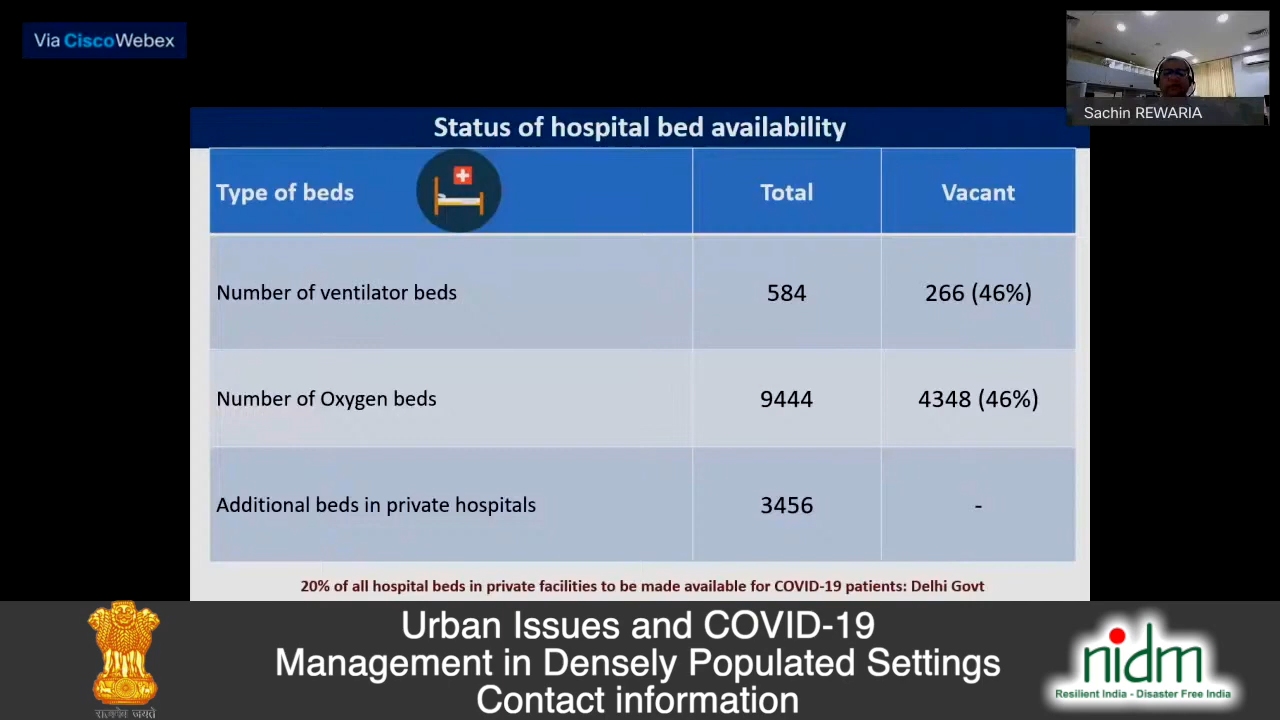 Via CiscoWebex
Sachin REWARIA
Status of hospital bed availability
Type of beds Total Vacant
Number of ventilator beds 584 266 (46%)
Number of Oxygen beds 9444 4348 (46%)
Additional beds in private hospitals 3456 -
20% of all hospital beds in private facilities to be made available for COVID-19 patients: Delhi Govt
Urban Issues and COVID-19
Management in Densely Populated Settings
Contact information
सत्यमेव जयते
nidm
Resilient India - Disaster Free India